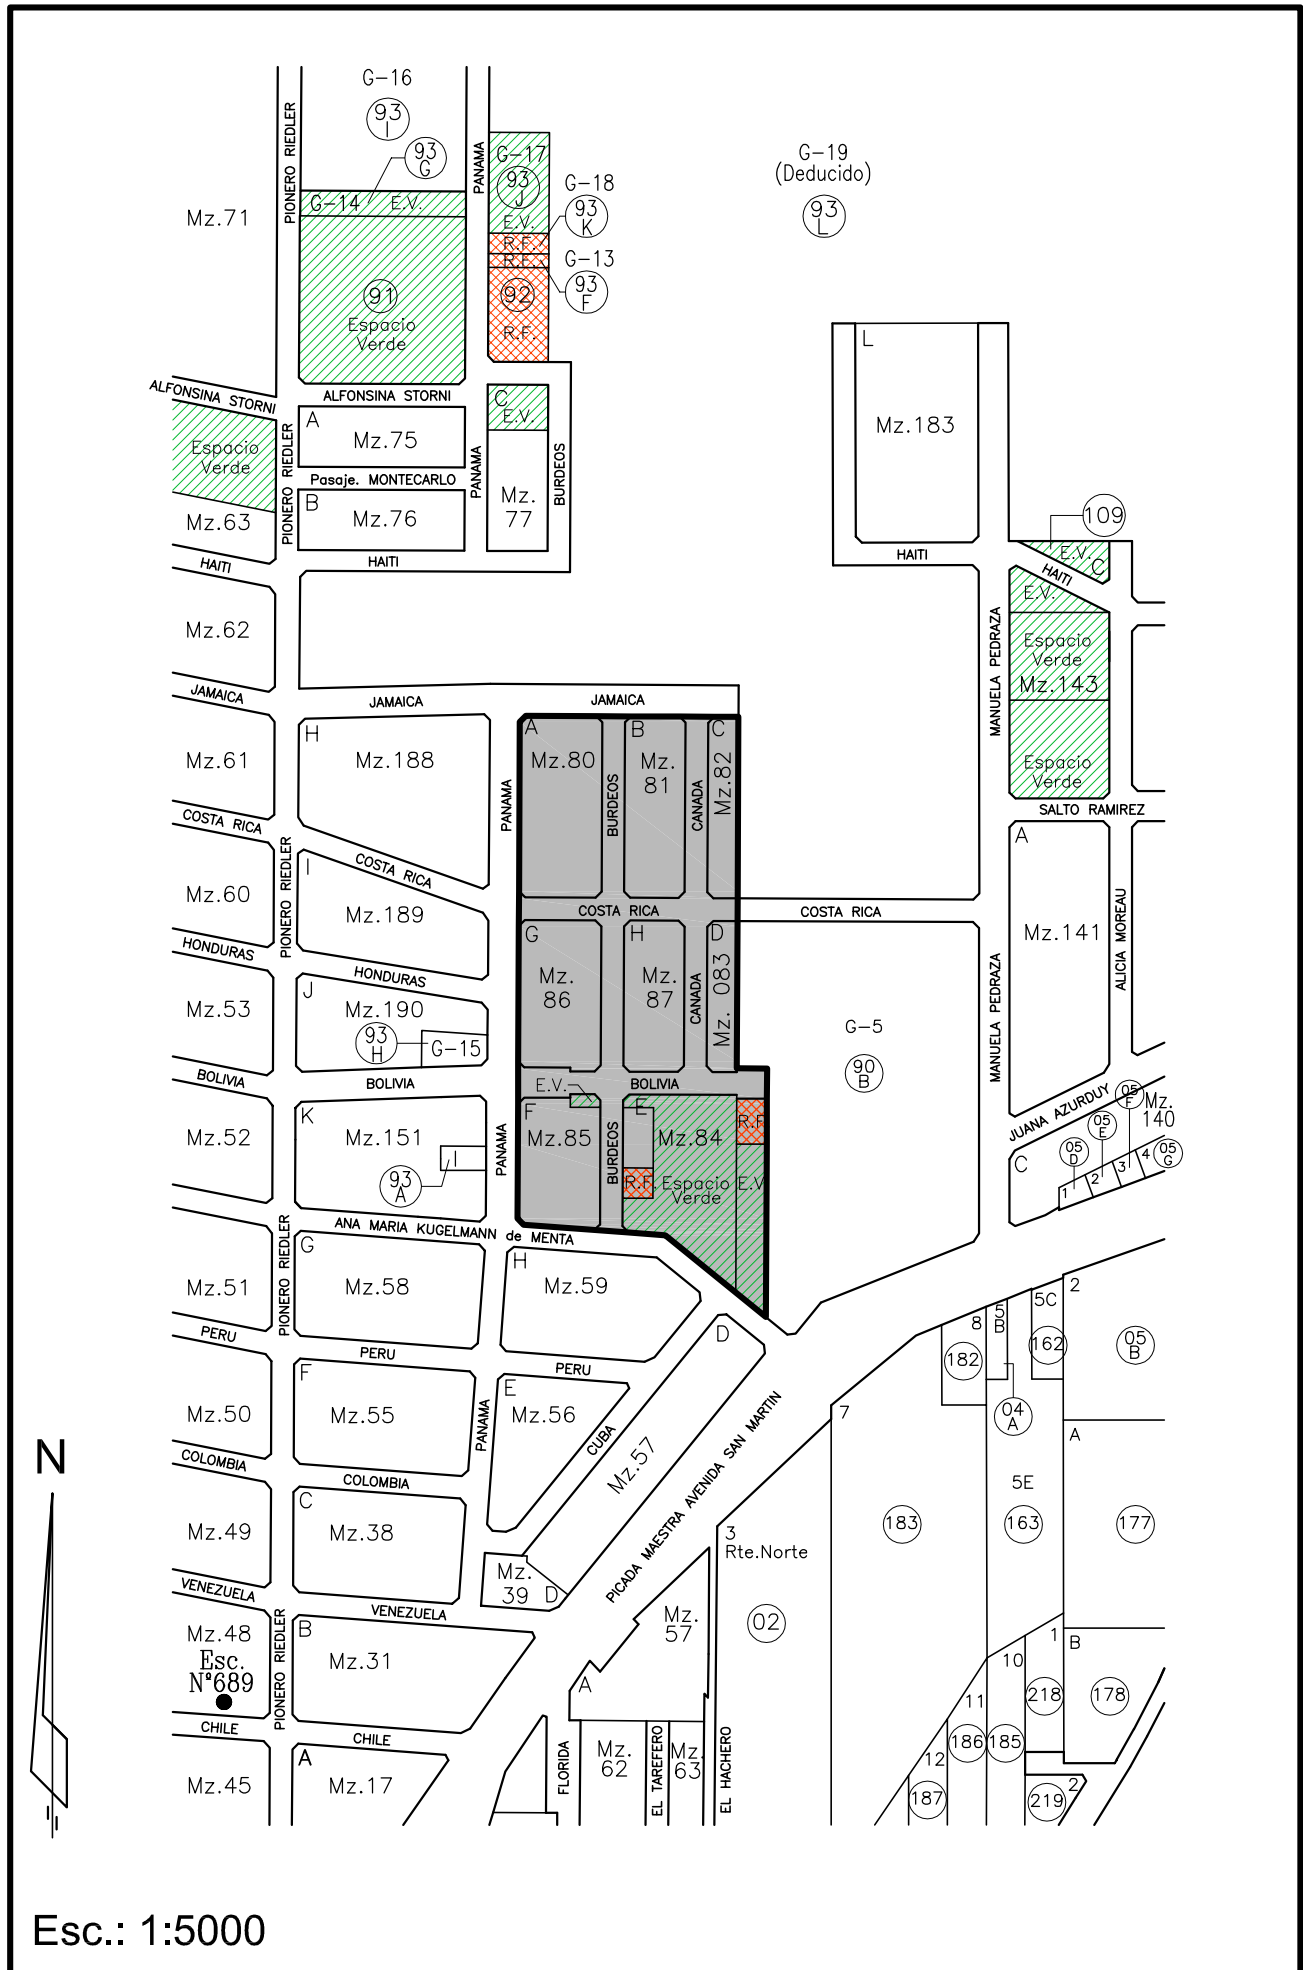 G-16
93
I
93
G
G-14
E.V.
PIONERO RIEDLER
PANAMA
G-17
93
J
E.V.
G-18
93
K
R.F.
R.F.
G-13
93
F
92
R.F.
G-19
(Deducido)
93
L
Mz.71
91
Espacio
Verde
ALFONSINA STORNI
ALFONSINA STORNI
C
E.V.
Espacio
Verde
PIONERO RIEDLER
A
Mz.75
PANAMA
BURDEOS
Pasaje. MONTECARLO
B
Mz.76
Mz.
77
Mz.63
HAITI
HAITI
L
Mz.183
HAITI
109
E.V.
C
HAITI
E.V.
Espacio
Verde
Mz.143
Espacio
Verde
MANUELA PEDRAZA
SALTO RAMIREZ
Mz.62
JAMAICA
JAMAICA
JAMAICA
Mz.61
H
Mz.188
PANAMA
A
Mz.80
BURDEOS
B
Mz.
81
CANADA
C
Mz.82
COSTA RICA
COSTA RICA
COSTA RICA
COSTA RICA
Mz.60
PIONERO RIEDLER
I
Mz.189
HONDURAS
HONDURAS
A
Mz.141
ALICIA MOREAU
MANUELA PEDRAZA
G
Mz.
86
H
Mz.
87
CANADA
D
Mz. 083
Mz.53
J
Mz.190
93
H
G-15
G-5
90
B
BOLIVIA
BOLIVIA
BOLIVIA
E.V.
JUANA AZURDUY
05
F
Mz.
140
05
E
05
D
05
G
1
2
3
4
C
Mz.52
K
Mz.151
I
93
A
PANAMA
F
Mz.85
BURDEOS
E
Mz.84
R.F
R.F.
Espacio
Verde
E.V
ANA MARIA KUGELMANN de MENTA
Mz.51
PIONERO RIEDLER
G
Mz.58
H
Mz.59
D
PERU
PERU
PERU
8
5
B
5C
2
182
162
05
B
04
A
Mz.50
F
Mz.55
PANAMA
E
Mz.56
CUBA
Mz.57
PICADA MAESTRA AVENIDA SAN MARTIN
7
A
N
COLOMBIA
COLOMBIA
5E
183
163
177
Mz.49
C
Mz.38
3
Rte.Norte
Mz.
39
D
VENEZUELA
VENEZUELA
Mz.
57
02
Mz.48
Esc.
Nº689
PIONERO RIEDLER
B
Mz.31
A
1
B
10
11
218
178
CHILE
CHILE
12
186
185
Mz.45
A
Mz.17
FLORIDA
Mz.
62
EL TAREFERO
Mz.
63
EL HACHERO
187
219
2
Esc.: 1:5000